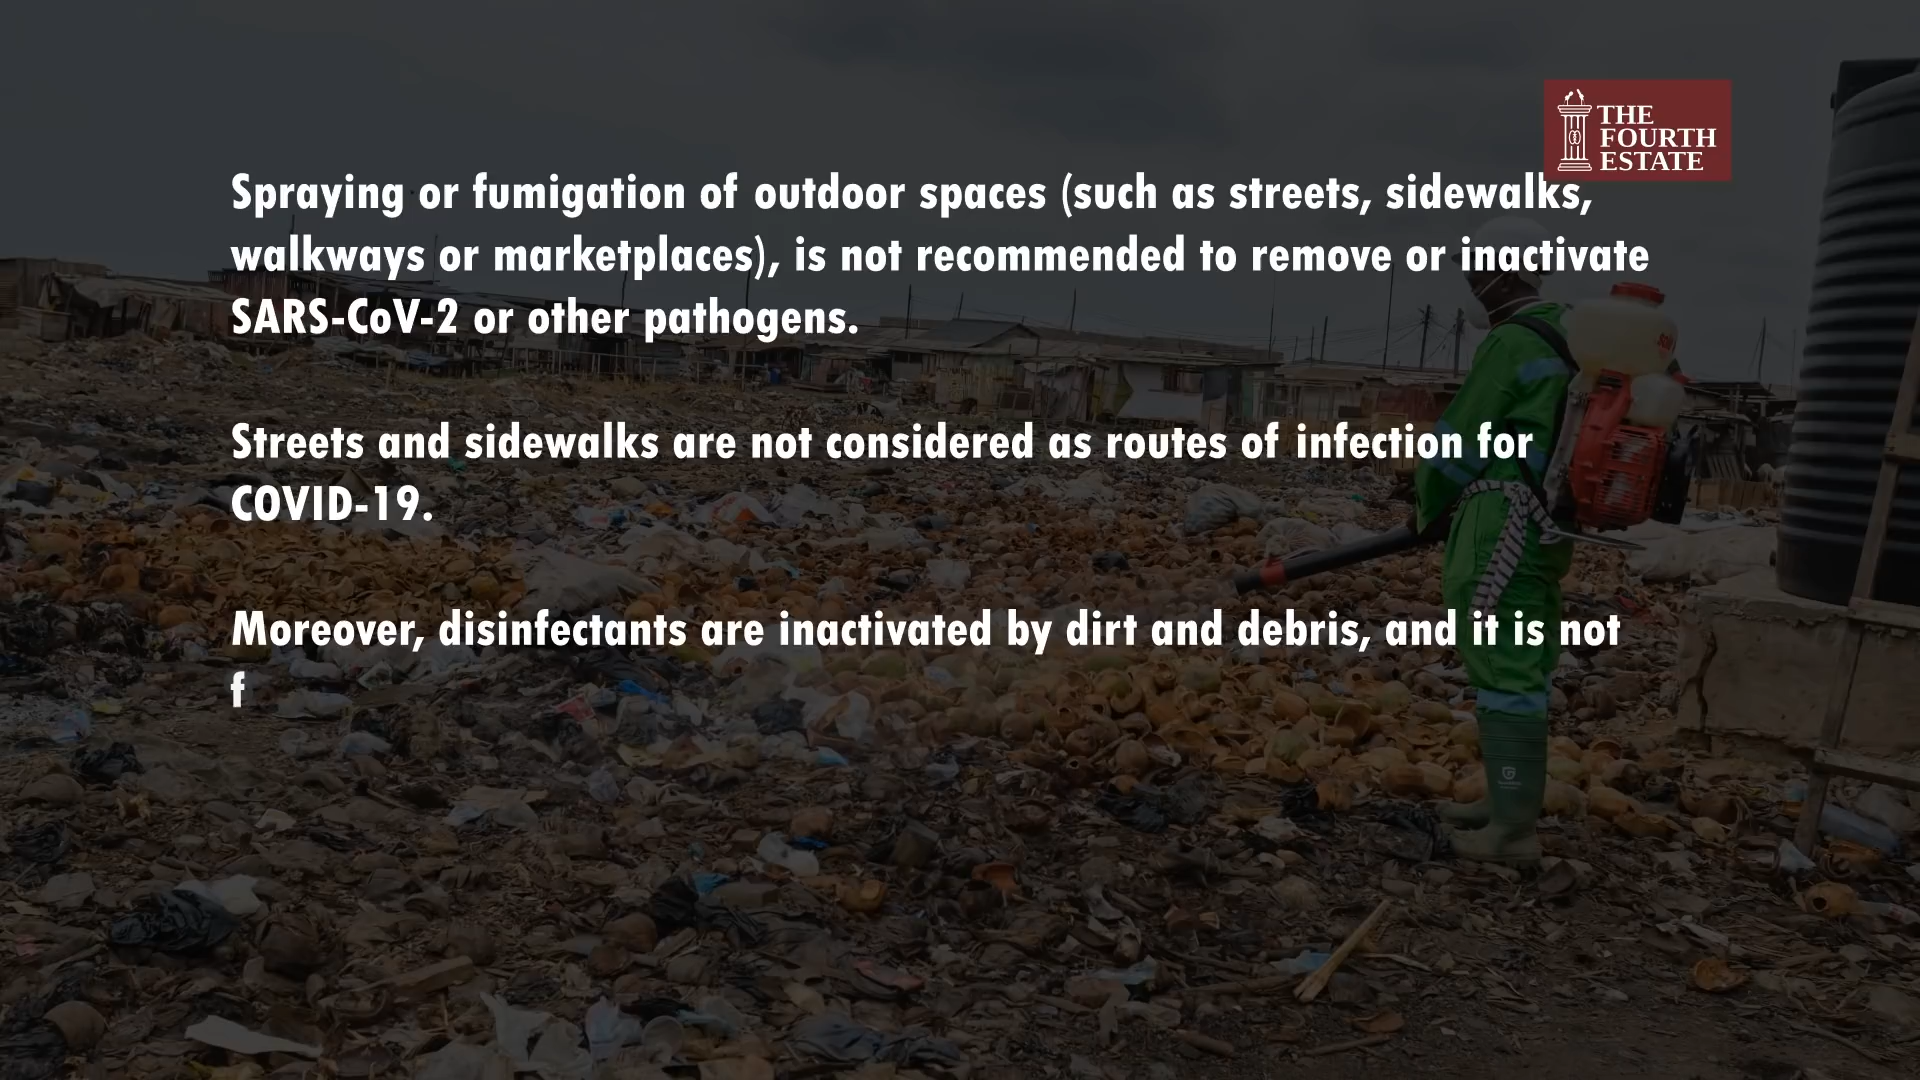 THE
FOURTH
ESTATE
Spraying or fumigation of outdoor spaces (such as streets, sidewalks,
walkways or marketplaces), is not recommended to remove or inactivate
SARS-CoV-2 or other pathogens.
Streets and sidewalks are not considered as routes of infection for
COVID-19.
Moreover, disinfectants are inactivated by dirt and debris, and it is not
f